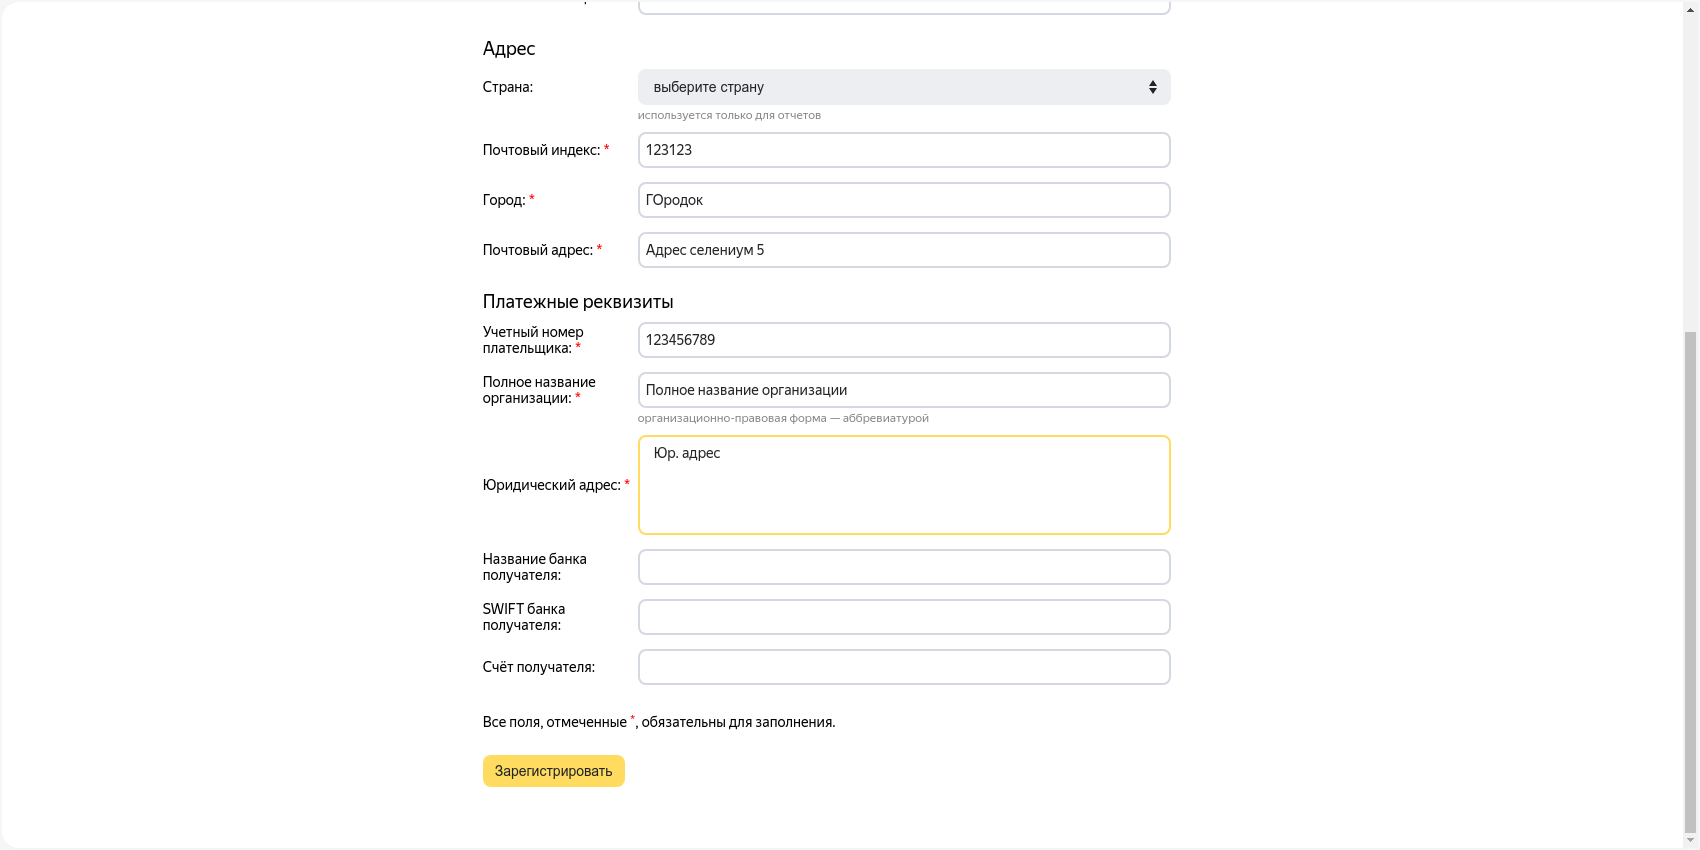 Адрес
Страна:
выберите страну
используется только для отчетов
Почтовый индекс: *
123123
Город: *
ГОродок
Почтовый адрес: *
Адрес селениум 5
Платежные реквизиты
Учетный номер
плательщика: *
123456789
Полное название
организации: *
Полное название организации
организационно-правовая форма — аббревиатурой
Юридический адрес: *
Юр. адрес
Название банка
получателя:
SWIFT банка
получателя:
Счёт получателя:
Все поля, отмеченные *, обязательны для заполнения.
Зарегистрировать